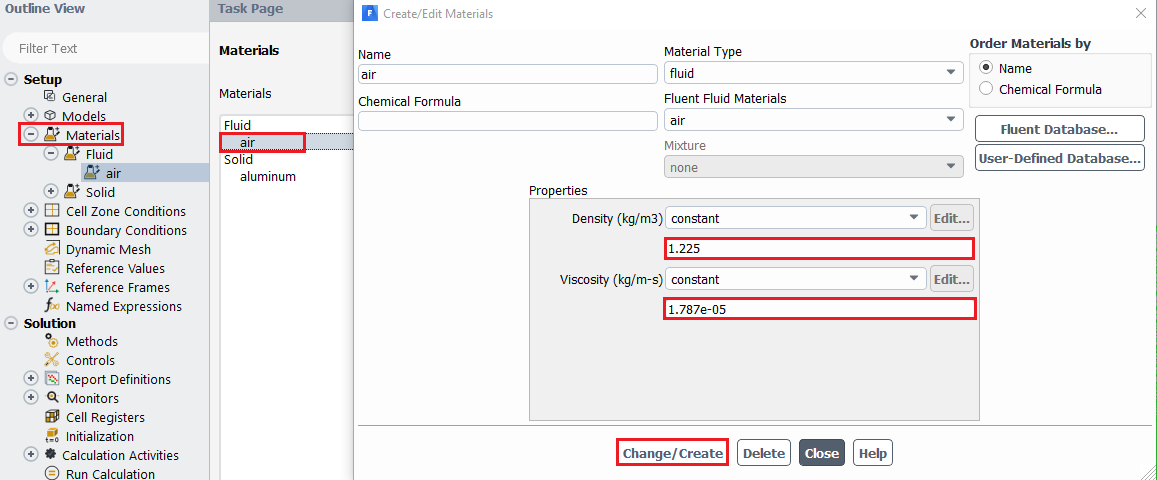 Outline View
Filter Text
Setup
General
Models
Materials
Fluid
air
Solid
Cell Zone Conditions
Boundary Conditions
Dynamic Mesh
Reference Values
Reference Frames
Named Expressions
Solution
Methods
Controls
Report Definitions
Monitors
Cell Registers
Initialization
Calculation Activities
Run Calculation
Task Page
Materials
Materials
Fluid
air
Solid
aluminum
F Create/Edit Materials
Name
air
Chemical Formula
Material Type
fluid
Fluent Fluid Materials
air
Mixture
none
Order Materials by
Name
Chemical Formula
Fluent Database...
User-Defined Database...
Properties
Density (kg/m3) constant Edit...
1.225
Viscosity (kg/m-s) constant Edit...
1.787e-05
Change/Create Delete Close Help